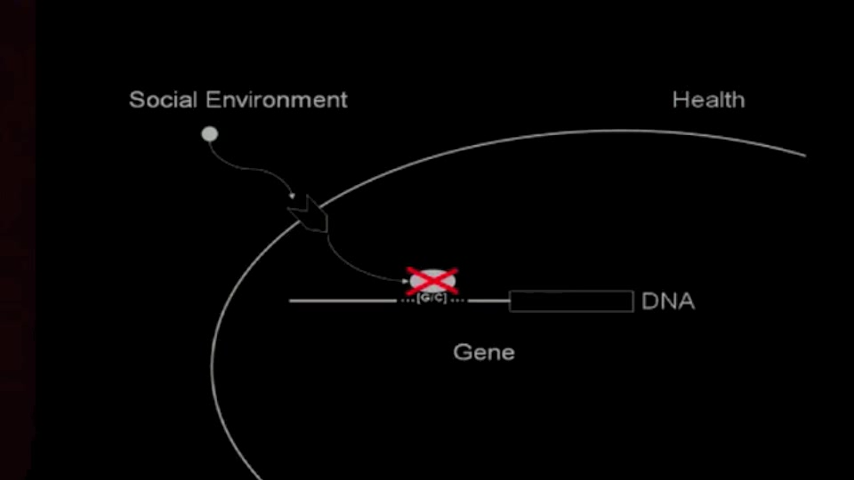 Social Environment
Health
...[G/C]...
DNA
Gene